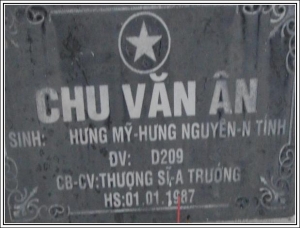 CHU VĂN ÂN
SINH: HƯNG MỸ-HƯNG NGUYÊN-N TĨNH
ĐV: D209
CB-CV:THƯỢNG SĨ,A TRƯỞNG
HS:01.01.1987